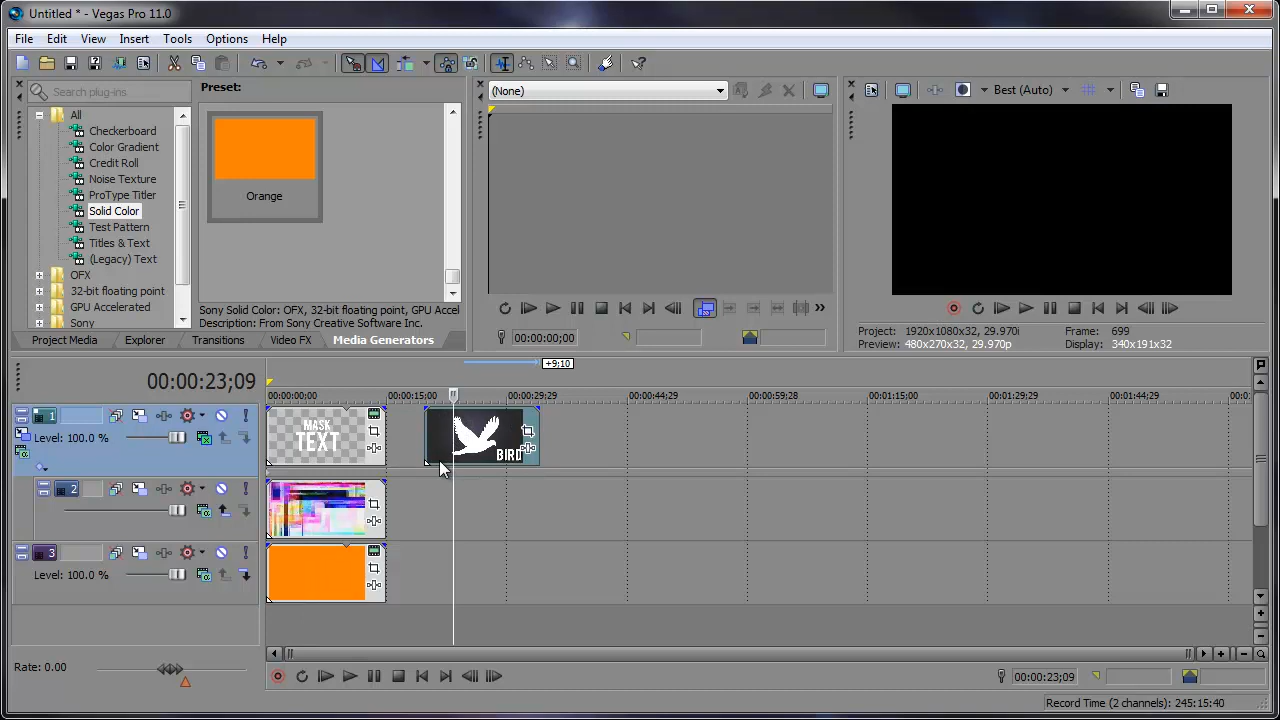 Untitled * - Vegas Pro 11.0
File Edit View Insert Tools Options Help
Search plug-ins
All
Checkerboard
Color Gradient
Credit Roll
Noise Texture
ProType Titler
Solid Color
Test Pattern
Titles & Text
(Legacy) Text
OFX
32-bit floating point
GPU Accelerated
Sony
Preset:
Orange
Sony Solid Color: OFX, 32-bit floating point, GPU Accel
Description: From Sony Creative Software Inc.
Project Media Explorer Transitions Video FX Media Generators
(None)
00:00:00;00
Best (Auto)
Project: 1920x1080x32, 29.970i
Preview: 480x270x32, 29.970p
Frame: 699
Display: 340x191x32
+9;10
00:00:23;09
00:00:00;00 00:00:15;00 00:00:29;29 00:00:44;29 00:00:59;28 00:01:15;00 00:01:29;29 00:01:44;29 00:0
1
Level: 100.0 %
MASK
TEXT
BIRD
2
3
Level: 100.0 %
Rate: 0.00
00:00:23;09
Record Time (2 channels): 245:15:40